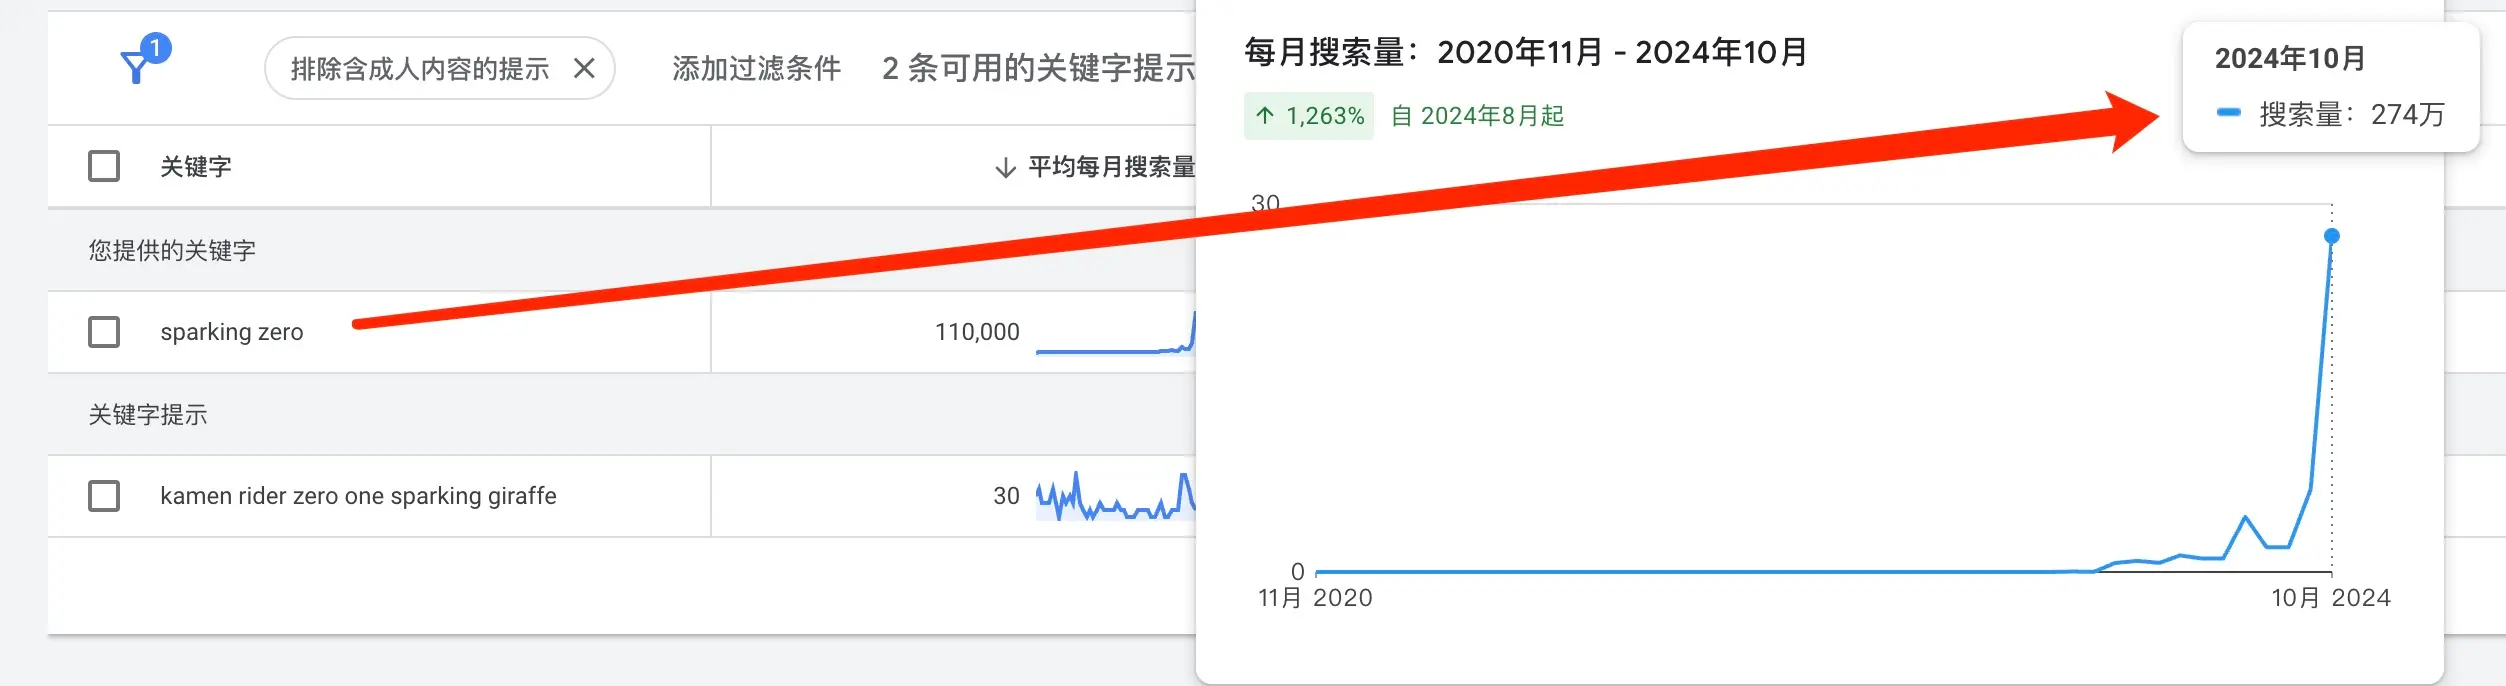 1
排除含成人内容的提示
添加过滤条件
2 条可用的关键字提示
关键字
平均每月搜索量
您提供的关键字
sparking zero
110,000
关键字提示
kamen rider zero one sparking giraffe
30
每月搜索量：2020年11月 - 2024年10月
1,263% 自 2024年8月起
30
0
11月 2020
10月 2024
2024年10月
搜索量： 274万